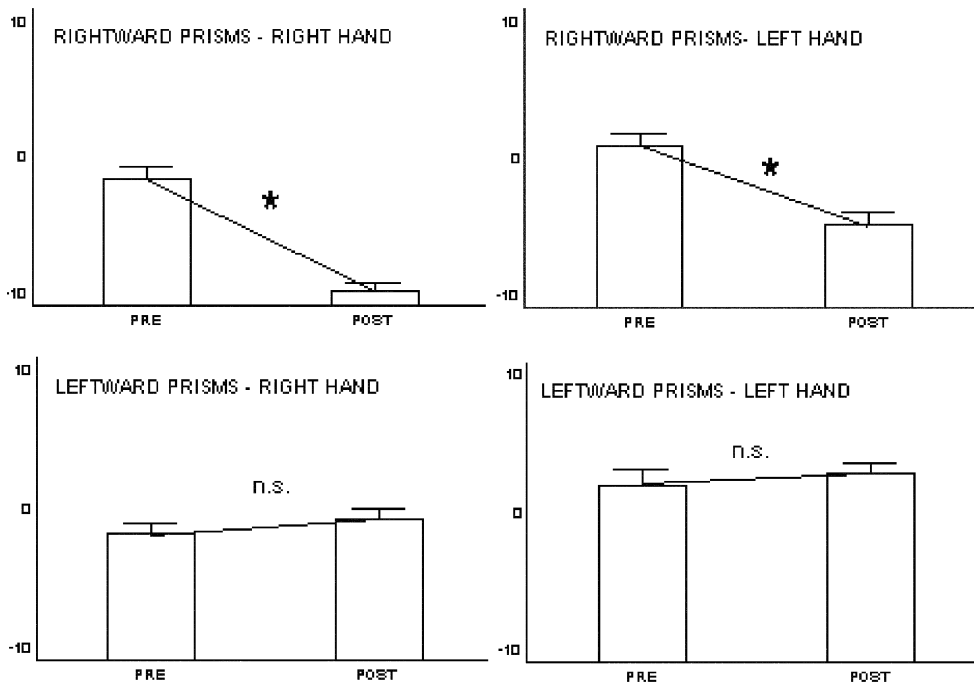 10
RIGHTWARD PRISMS - RIGHT HAND
0
*
-10
PRE POST
10
RIGHTWARD PRISMS- LEFT HAND
0
*
-10
PRE POST
10
LEFTWARD PRISMS - RIGHT HAND
n.s.
0
-10
PRE POST
10
LEFTWARD PRISMS - LEFT HAND
n.s.
0
-10
PRE POST